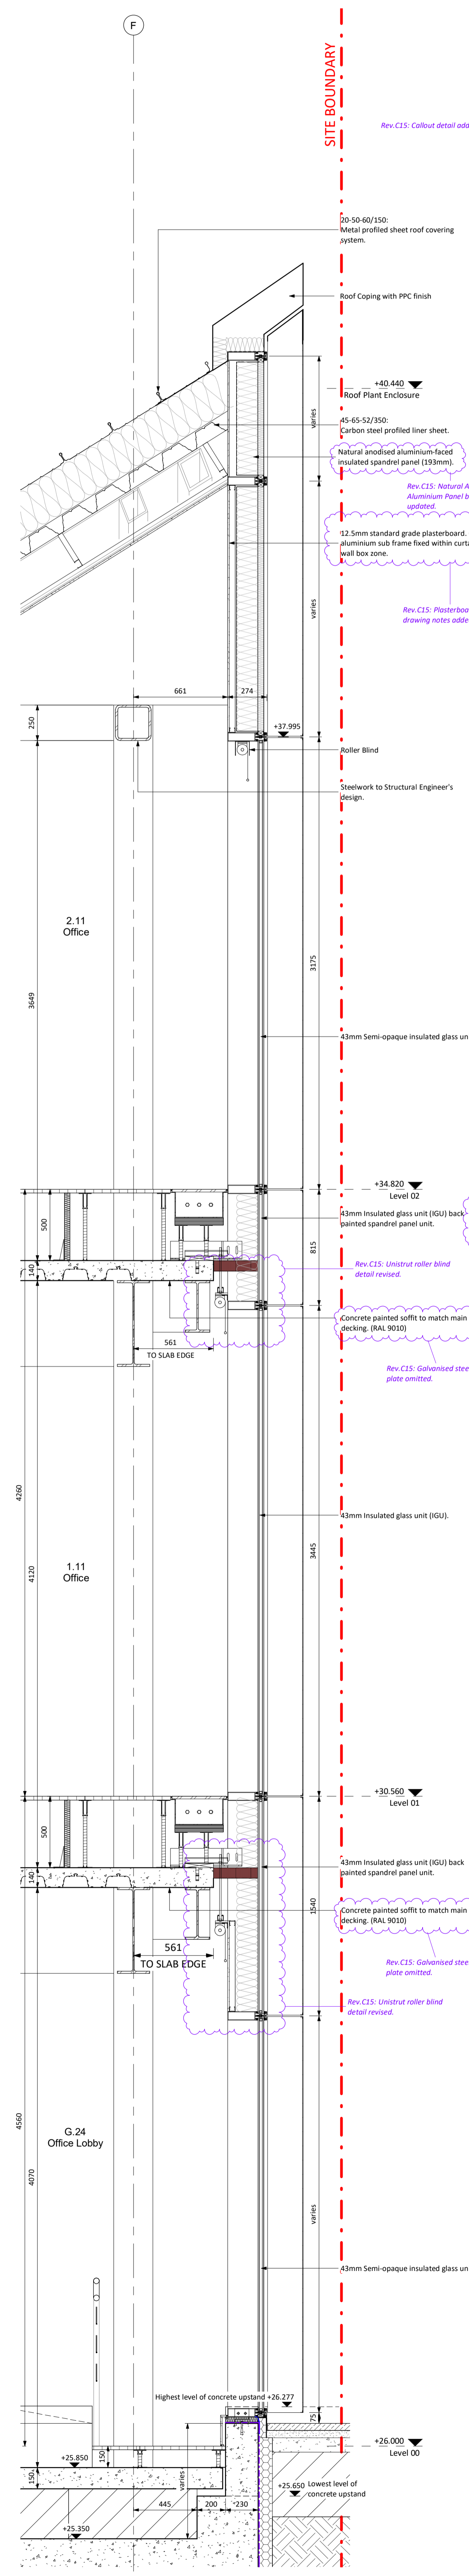 F
SITE BOUNDARY
Rev.C15: Callout detail add
20-50-60/150:
Metal profiled sheet roof covering
system.
Roof Coping with PPC finish
+40.440
Roof Plant Enclosure
varies
45-65-52/350:
Carbon steel profiled liner sheet.
Natural anodised aluminium-faced
insulated spandrel panel (193mm).
Rev.C15: Natural A
Aluminium Panel b
updated.
12.5mm standard grade plasterboard.
aluminium sub frame fixed within curta
wall box zone.
varies
Rev.C15: Plasterboa
drawing notes adde
661
274
250
+37.995
Roller Blind
Steelwork to Structural Engineer's
design.
2.11
Office
3649
3175
43mm Semi-opaque insulated glass un
+34.820
Level 02
500
43mm Insulated glass unit (IGU) back
painted spandrel panel unit.
815
140
Rev.C15: Unistrut roller blind
detail revised.
Concrete painted soffit to match main
decking. (RAL 9010)
561
TO SLAB EDGE
Rev.C15: Galvanised stee
plate omitted.
4260
43mm Insulated glass unit (IGU).
3445
1.11
Office
4120
+30.560
Level 01
500
43mm Insulated glass unit (IGU) back
painted spandrel panel unit.
140
1540
Concrete painted soffit to match main
decking. (RAL 9010)
561
TO SLAB EDGE
Rev.C15: Galvanised stee
plate omitted.
Rev.C15: Unistrut roller blind
detail revised.
4560
G.24
Office Lobby
4070
varies
43mm Semi-opaque insulated glass un
Highest level of concrete upstand +26.277
75
+26.000
Level 00
+25.850
150
150
varies
+25.650 Lowest level of
concrete upstand
445
200
230
+25.350